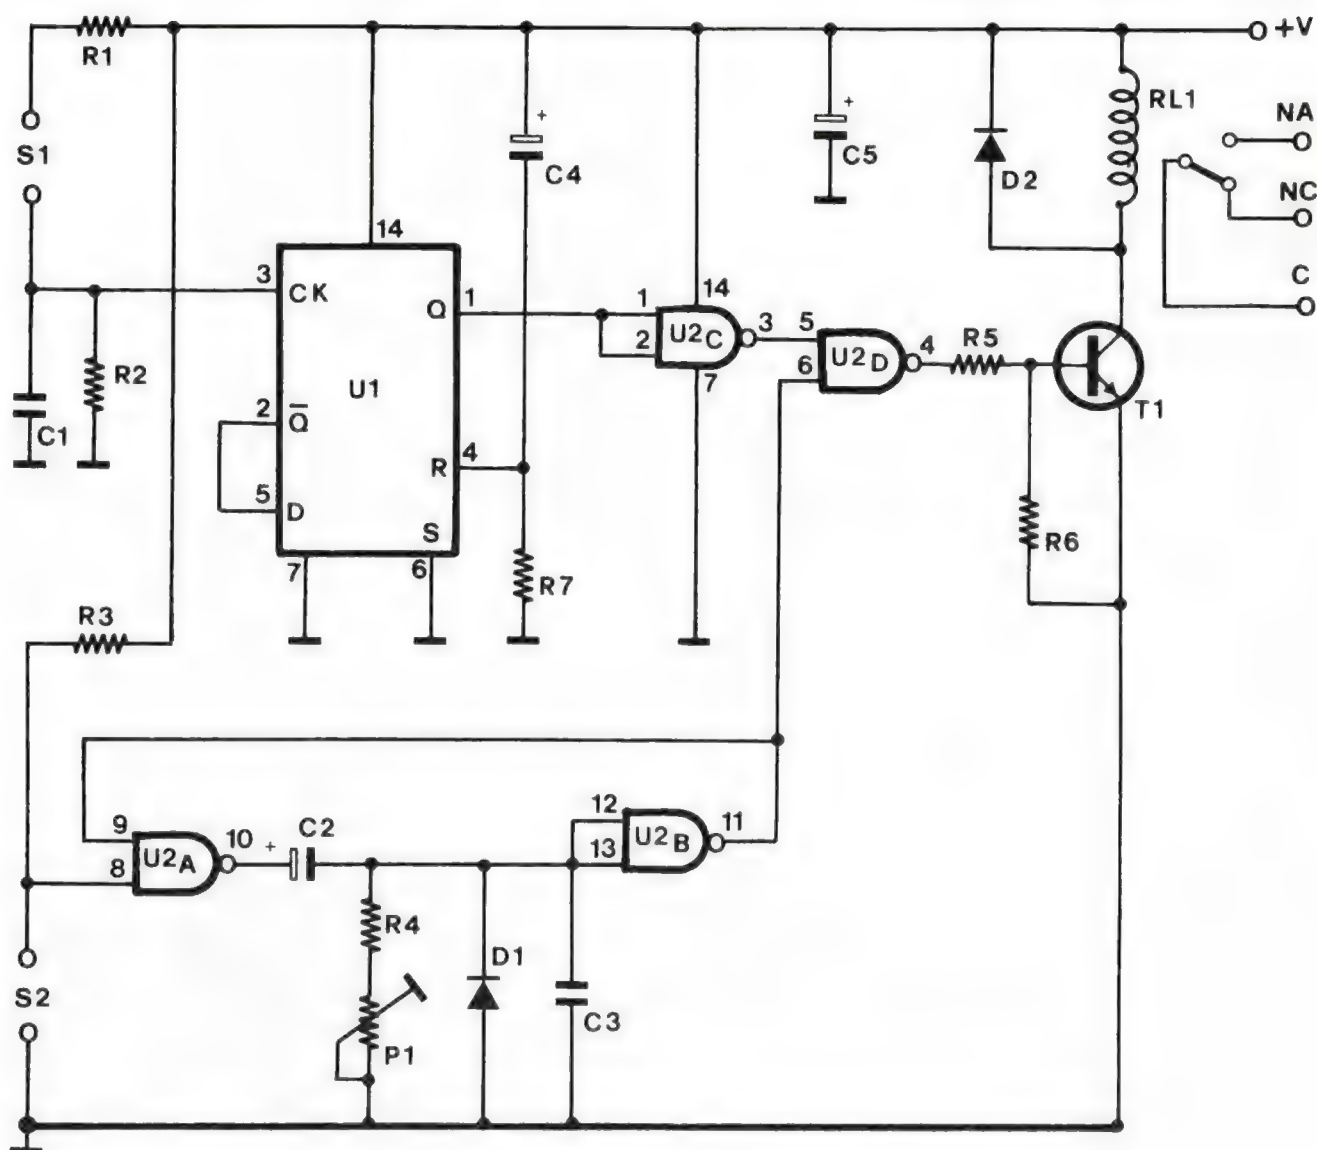 +V
R1
RL1
NA
S1
C4
C5
D2
NC
14
3
CK
Q
1
1
14
2
U2C
3
5
6
U2D
4
R5
C
R2
U1
7
T1
C1
2
Q̅
R
4
5
D
S
R6
7
6
R7
R3
12
11
9
10
+
C2
U2B
13
8
U2A
R4
D1
S2
C3
P1
+
+